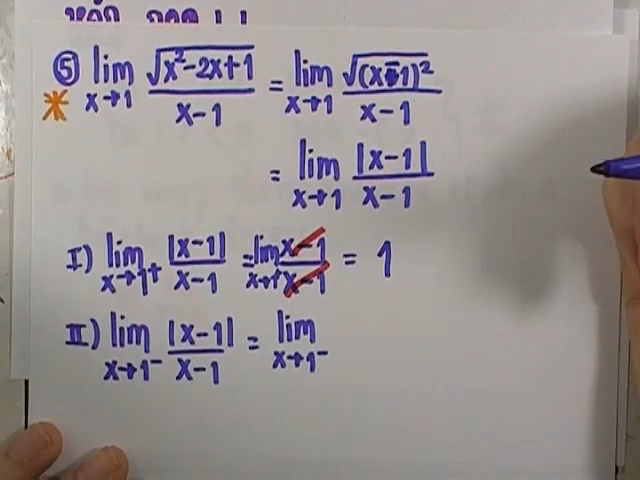 ⑤ lim x→1 √(x²-2x+1) / (x-1) = lim x→1 √((x-1)²) / (x-1)
* = lim x→1 |x-1| / (x-1)
I) lim x→1+ |x-1| / (x-1) = lim x→1+ (x-1) / (x-1) = 1
II) lim x→1- |x-1| / (x-1) = lim x→1-